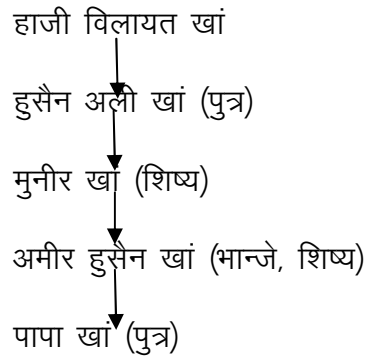 हाजी विलायत खां
हुसैन अली खां (पुत्र)
मुनीर खां (शिष्य)
अमीर हुसैन खां (भान्जे, शिष्य)
पापा खां (पुत्र)